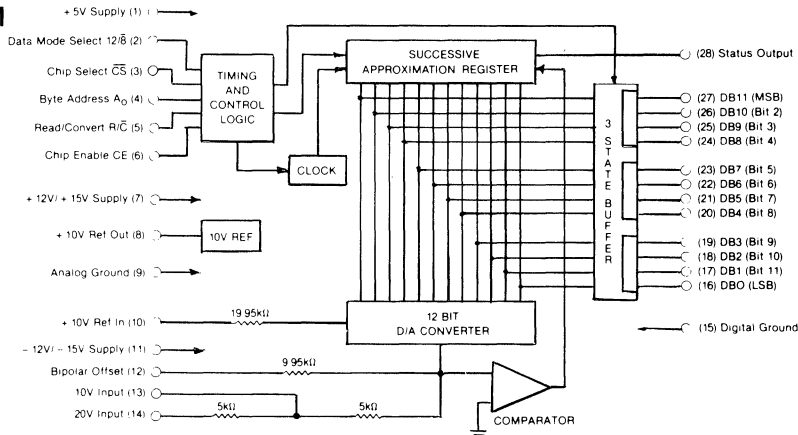 + 5V Supply (1)
Data Mode Select 12/8̅ (2)
Chip Select C̅S̅ (3)
Byte Address A₀ (4)
Read/Convert R/C̅ (5)
Chip Enable CE (6)
+ 12V/ + 15V Supply (7)
+ 10V Ref Out (8)
Analog Ground (9)
+ 10V Ref In (10)
− 12V/ − 15V Supply (11)
Bipolar Offset (12)
10V Input (13)
20V Input (14)
TIMING
AND
CONTROL
LOGIC
SUCCESSIVE
APPROXIMATION REGISTER
CLOCK
10V REF
19 95kΩ
12 BIT
D/A CONVERTER
9 95kΩ
5kΩ
5kΩ
COMPARATOR
3 STATE BUFFER
(28) Status Output
(27) DB11 (MSB)
(26) DB10 (Bit 2)
(25) DB9 (Bit 3)
(24) DB8 (Bit 4)
(23) DB7 (Bit 5)
(22) DB6 (Bit 6)
(21) DB5 (Bit 7)
(20) DB4 (Bit 8)
(19) DB3 (Bit 9)
(18) DB2 (Bit 10)
(17) DB1 (Bit 11)
(16) DBO (LSB)
(15) Digital Ground